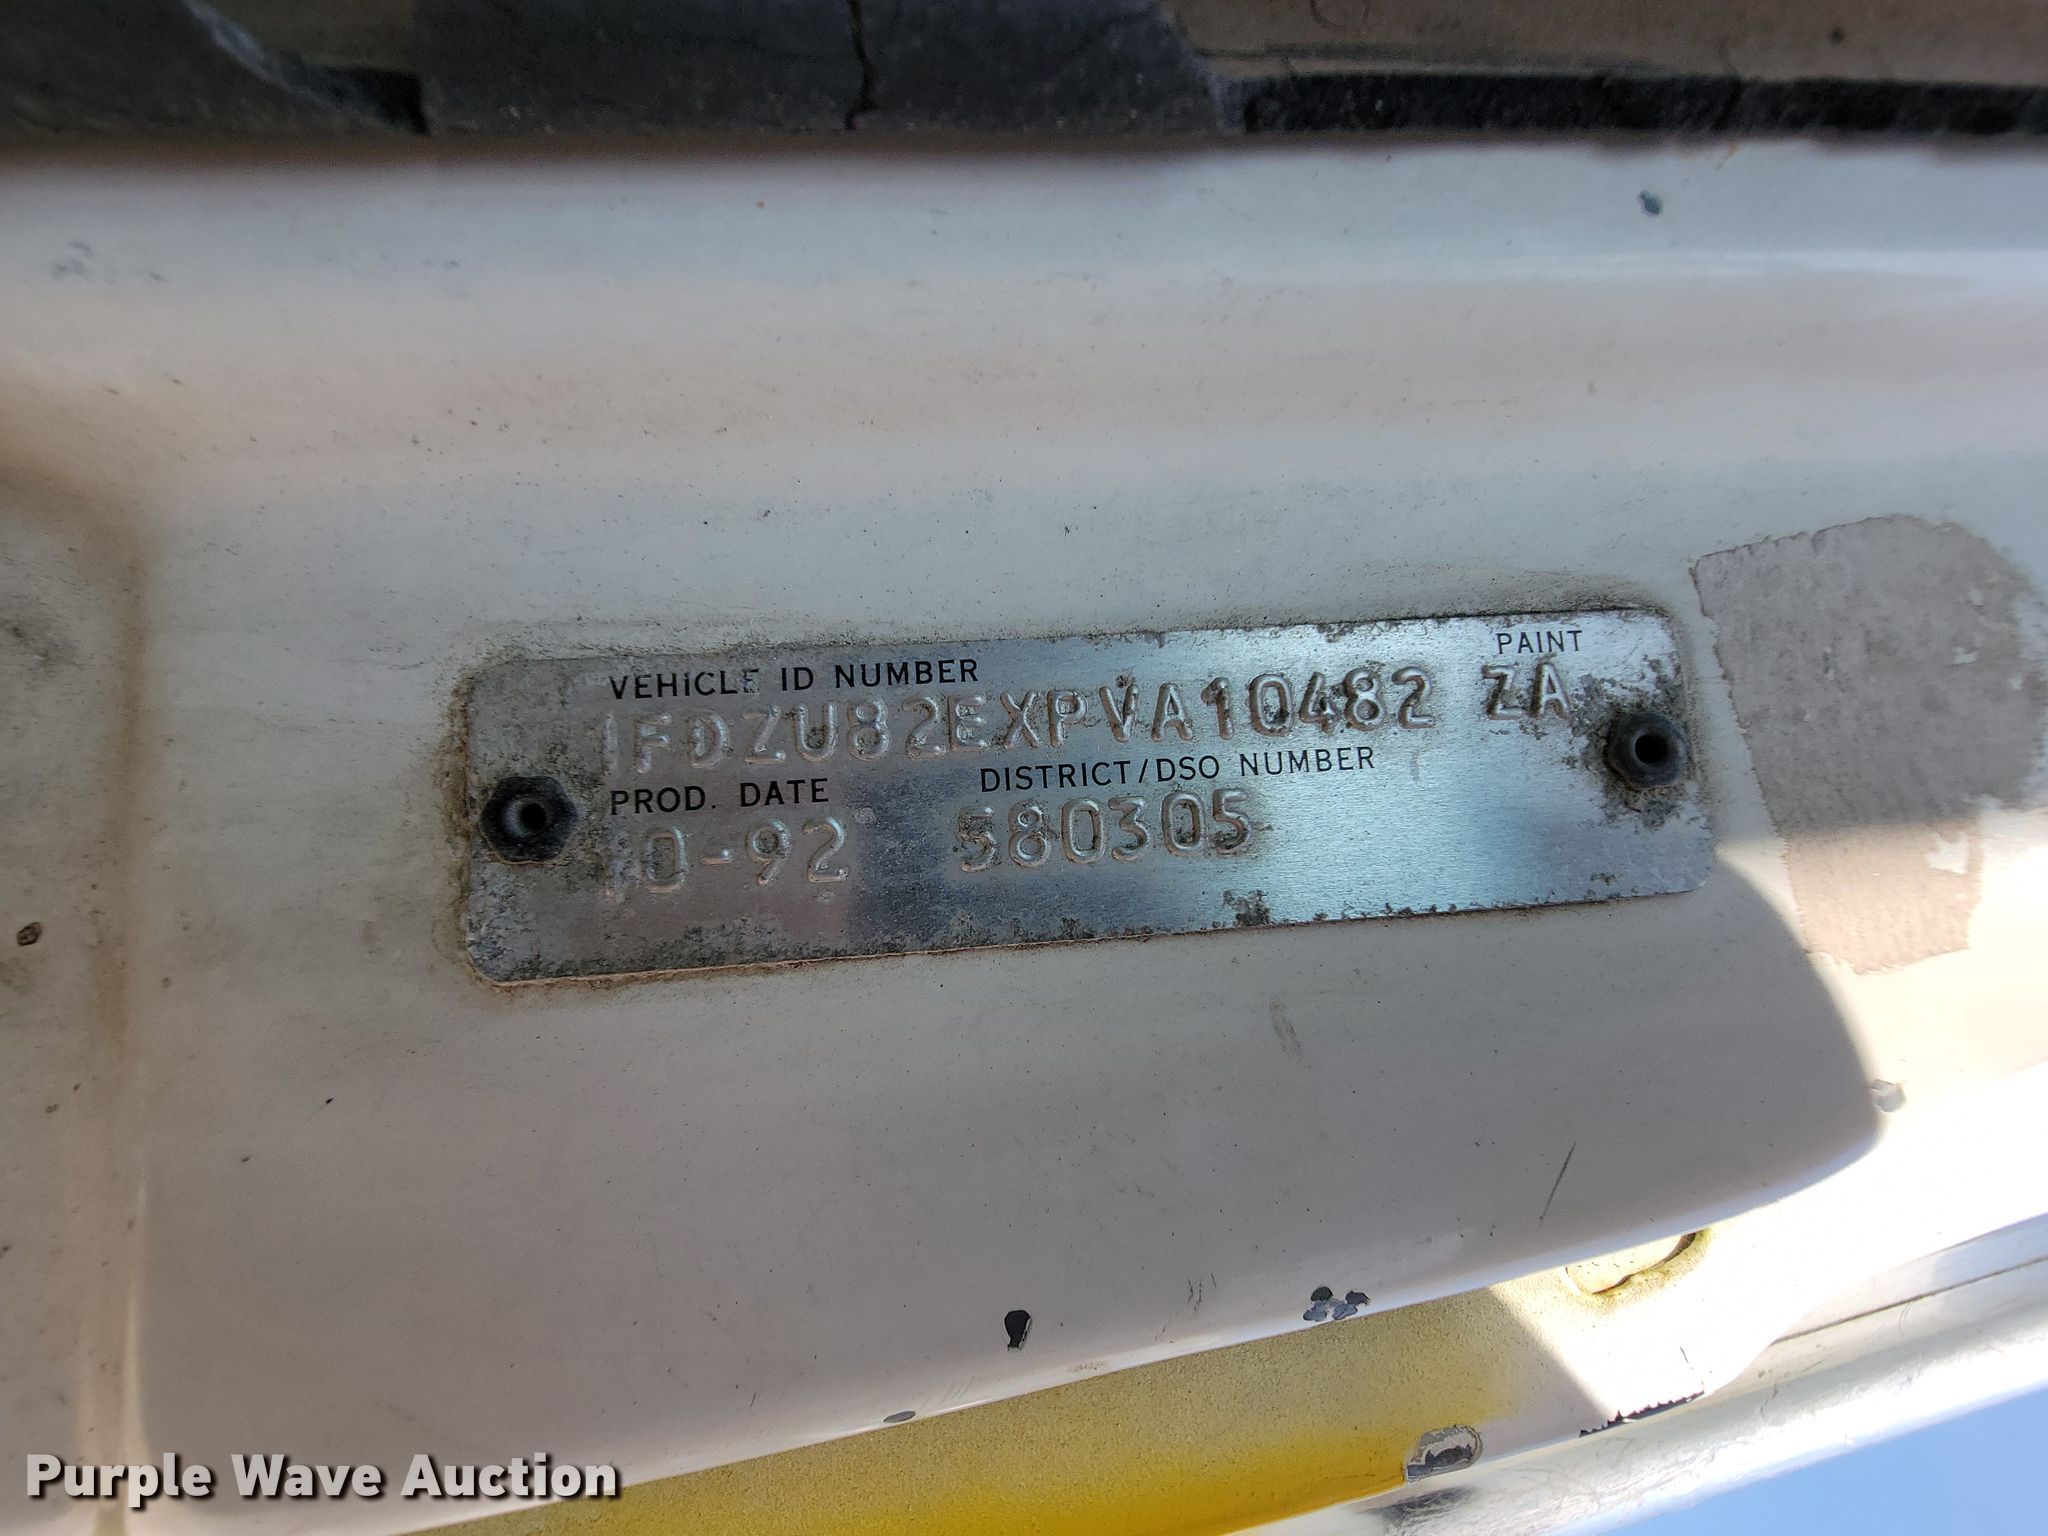 VEHICLE ID NUMBER PAINT
1FDZU82EXPVA10482 ZA
PROD. DATE DISTRICT/DSO NUMBER
10-92 580305
Purple Wave Auction